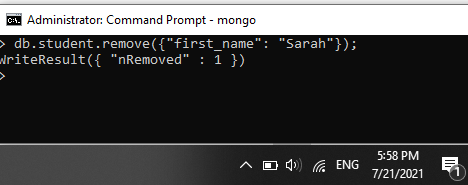 Administrator: Command Prompt - mongo
> db.student.remove({"first_name": "Sarah"});
WriteResult({ "nRemoved" : 1 })
>
ENG
5:58 PM
7/21/2021
1